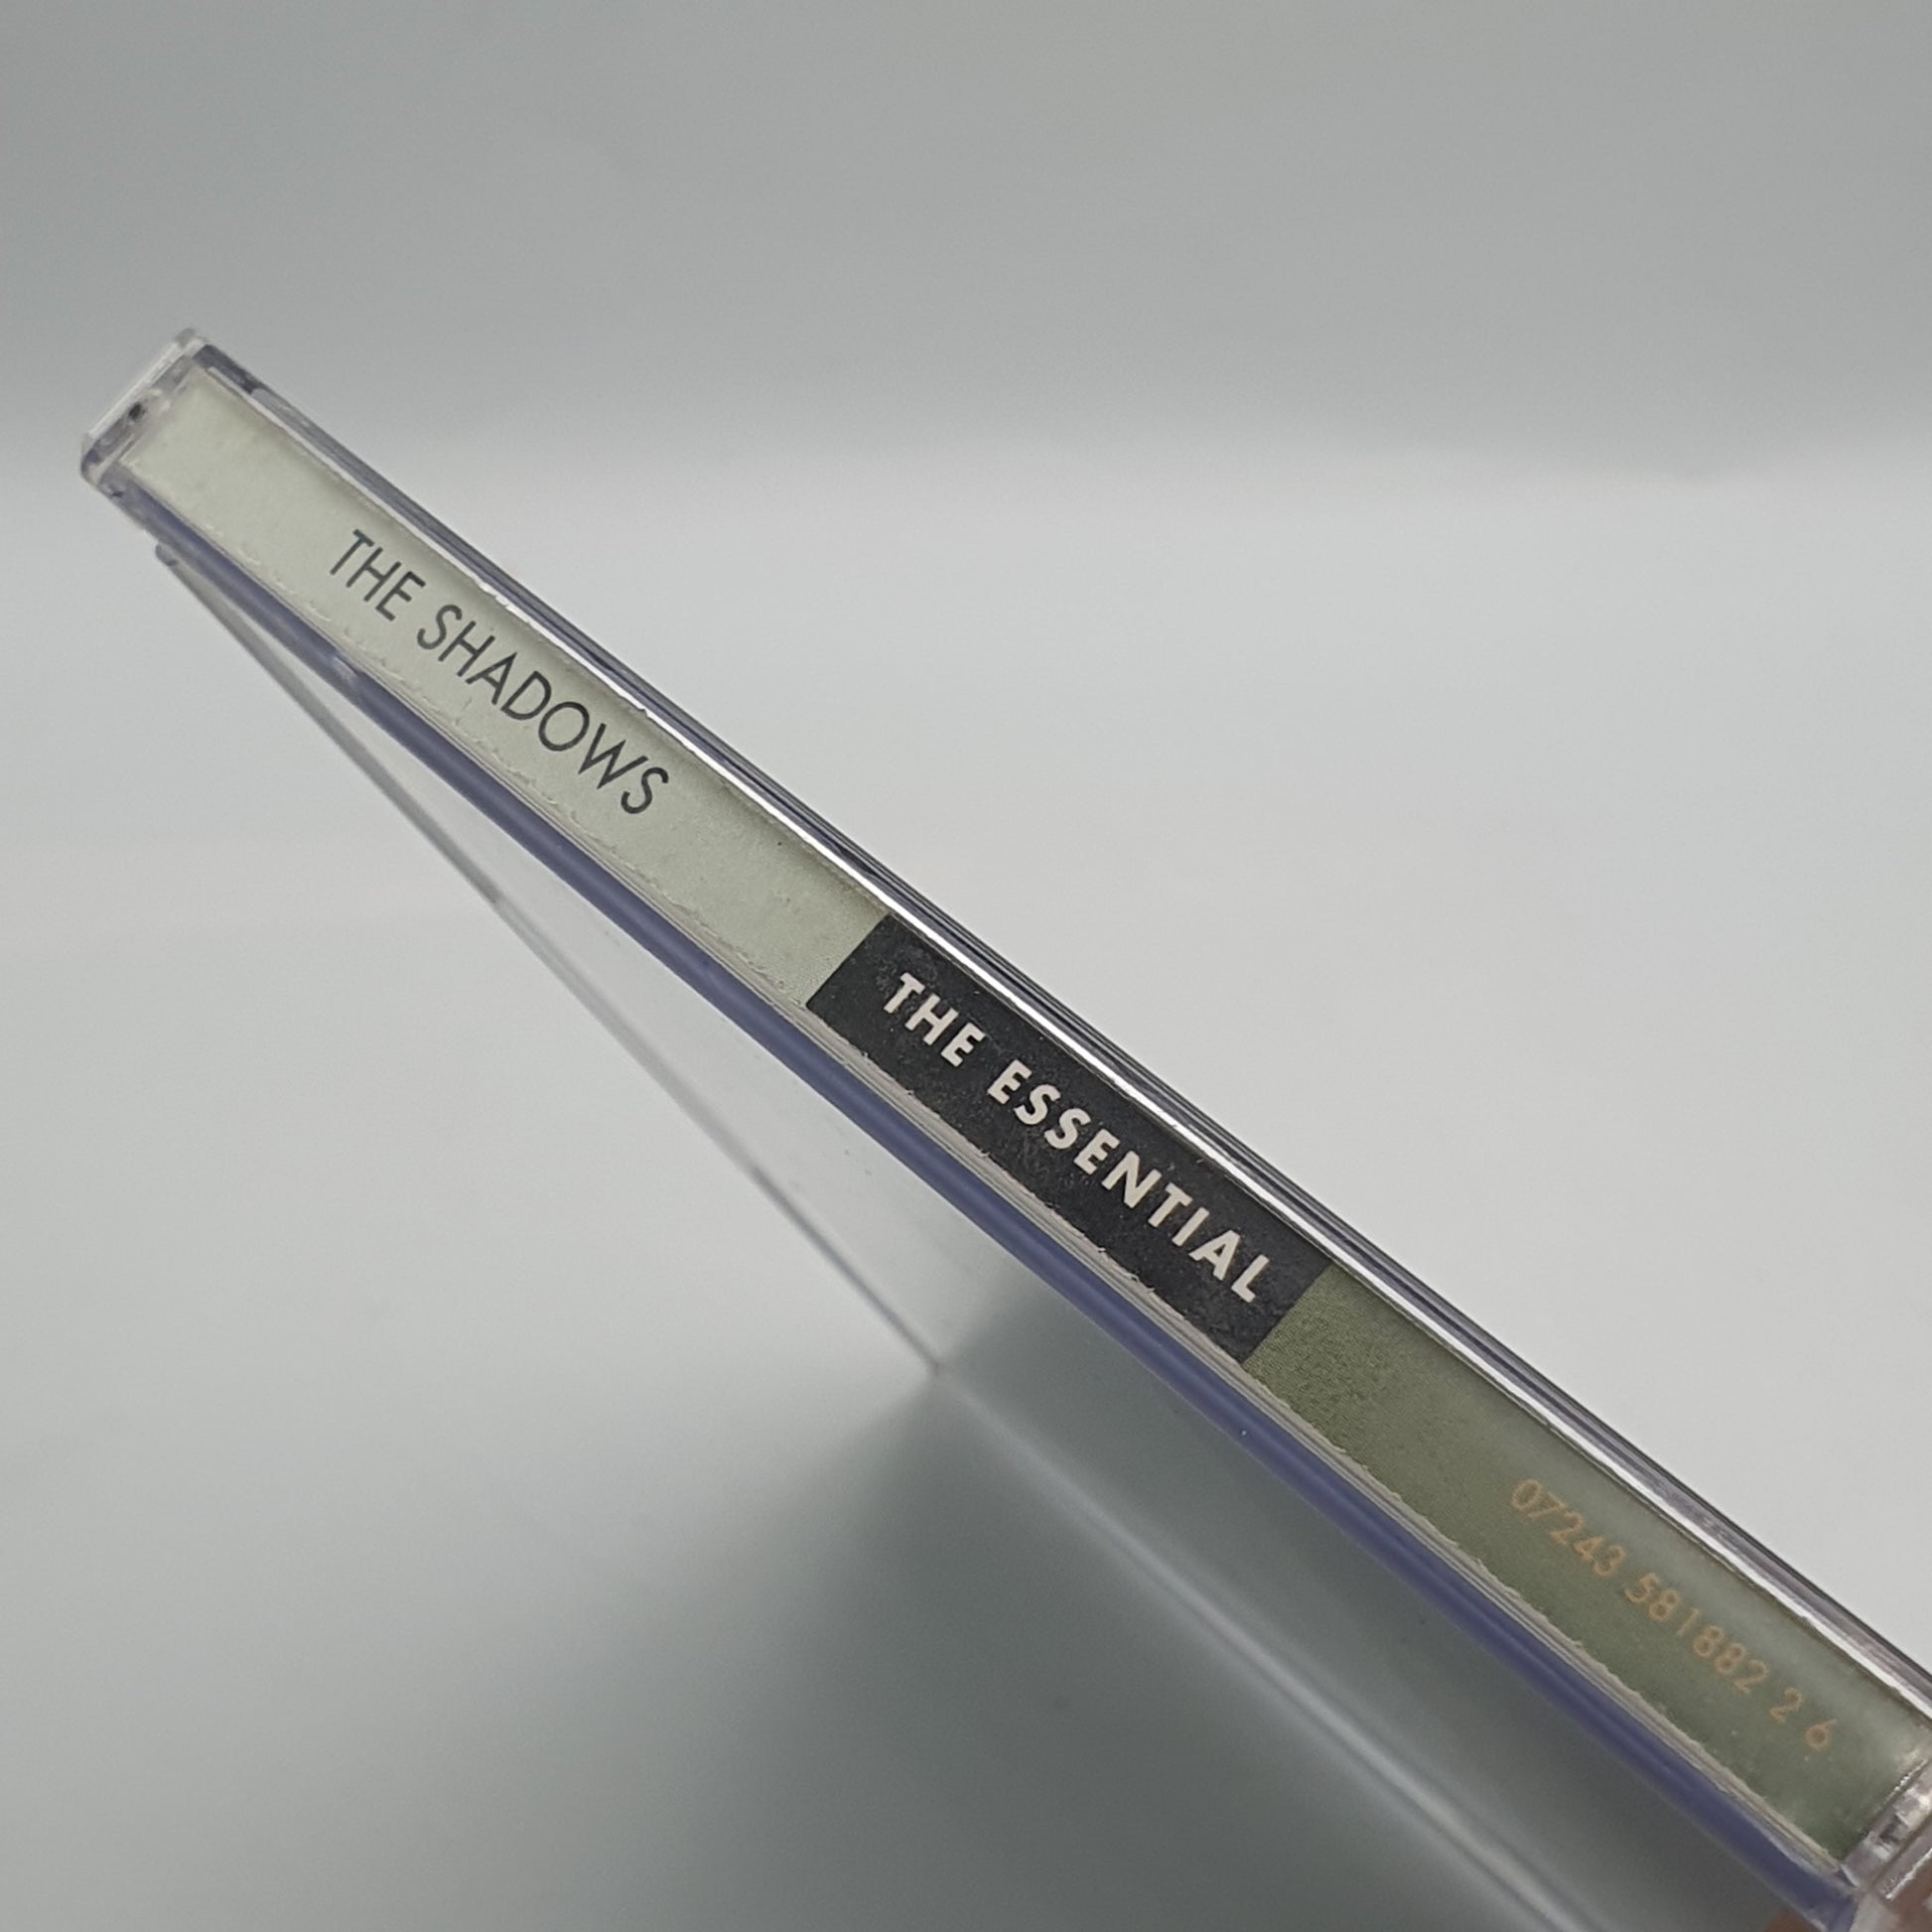 THE SHADOWS
THE ESSENTIAL
07243 581882 2 6